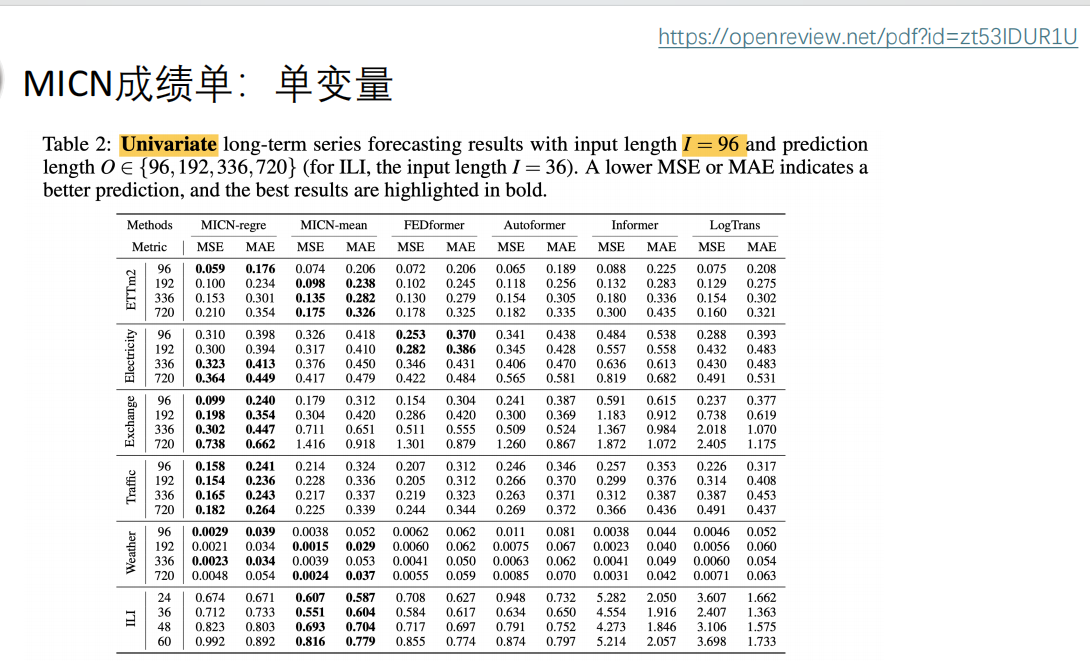 https://openreview.net/pdf?id=zt53IDUR1U
MICN成绩单：单变量
Table 2: Univariate long-term series forecasting results with input length I = 96 and prediction
length O ∈ {96, 192, 336, 720} (for ILI, the input length I = 36). A lower MSE or MAE indicates a
better prediction, and the best results are highlighted in bold.
Methods MICN-regre MICN-mean FEDformer Autoformer Informer LogTrans
Metric MSE MAE MSE MAE MSE MAE MSE MAE MSE MAE MSE MAE
ETTm2
96 0.059 0.176 0.074 0.206 0.072 0.206 0.065 0.189 0.088 0.225 0.075 0.208
192 0.100 0.234 0.098 0.238 0.102 0.245 0.118 0.256 0.132 0.283 0.129 0.275
336 0.153 0.301 0.135 0.282 0.130 0.279 0.154 0.305 0.180 0.336 0.154 0.302
720 0.210 0.354 0.175 0.326 0.178 0.325 0.182 0.335 0.300 0.435 0.160 0.321
Electricity
96 0.310 0.398 0.326 0.418 0.253 0.370 0.341 0.438 0.484 0.538 0.288 0.393
192 0.300 0.394 0.317 0.410 0.282 0.386 0.345 0.428 0.557 0.558 0.432 0.483
336 0.323 0.413 0.376 0.450 0.346 0.431 0.406 0.470 0.636 0.613 0.430 0.483
720 0.364 0.449 0.417 0.479 0.422 0.484 0.565 0.581 0.819 0.682 0.491 0.531
Exchange
96 0.099 0.240 0.179 0.312 0.154 0.304 0.241 0.387 0.591 0.615 0.237 0.377
192 0.198 0.354 0.304 0.420 0.286 0.420 0.300 0.369 1.183 0.912 0.738 0.619
336 0.302 0.447 0.711 0.651 0.511 0.555 0.509 0.524 1.367 0.984 2.018 1.070
720 0.738 0.662 1.416 0.918 1.301 0.879 1.260 0.867 1.872 1.072 2.405 1.175
Traffic
96 0.158 0.241 0.214 0.324 0.207 0.312 0.246 0.346 0.257 0.353 0.226 0.317
192 0.154 0.236 0.228 0.336 0.205 0.312 0.266 0.370 0.299 0.376 0.314 0.408
336 0.165 0.243 0.217 0.337 0.219 0.323 0.263 0.371 0.312 0.387 0.387 0.453
720 0.182 0.264 0.225 0.339 0.244 0.344 0.269 0.372 0.366 0.436 0.491 0.437
Weather
96 0.0029 0.039 0.0038 0.052 0.0062 0.062 0.011 0.081 0.0038 0.044 0.0046 0.052
192 0.0021 0.034 0.0015 0.029 0.0060 0.062 0.0075 0.067 0.0023 0.040 0.0056 0.060
336 0.0023 0.034 0.0039 0.053 0.0041 0.050 0.0063 0.062 0.0041 0.049 0.0060 0.054
720 0.0048 0.054 0.0024 0.037 0.0055 0.059 0.0085 0.070 0.0031 0.042 0.0071 0.063
ILI
24 0.674 0.671 0.607 0.587 0.708 0.627 0.948 0.732 5.282 2.050 3.607 1.662
36 0.712 0.733 0.551 0.604 0.584 0.617 0.634 0.650 4.554 1.916 2.407 1.363
48 0.823 0.803 0.693 0.704 0.717 0.697 0.791 0.752 4.273 1.846 3.106 1.575
60 0.992 0.892 0.816 0.779 0.855 0.774 0.874 0.797 5.214 2.057 3.698 1.733